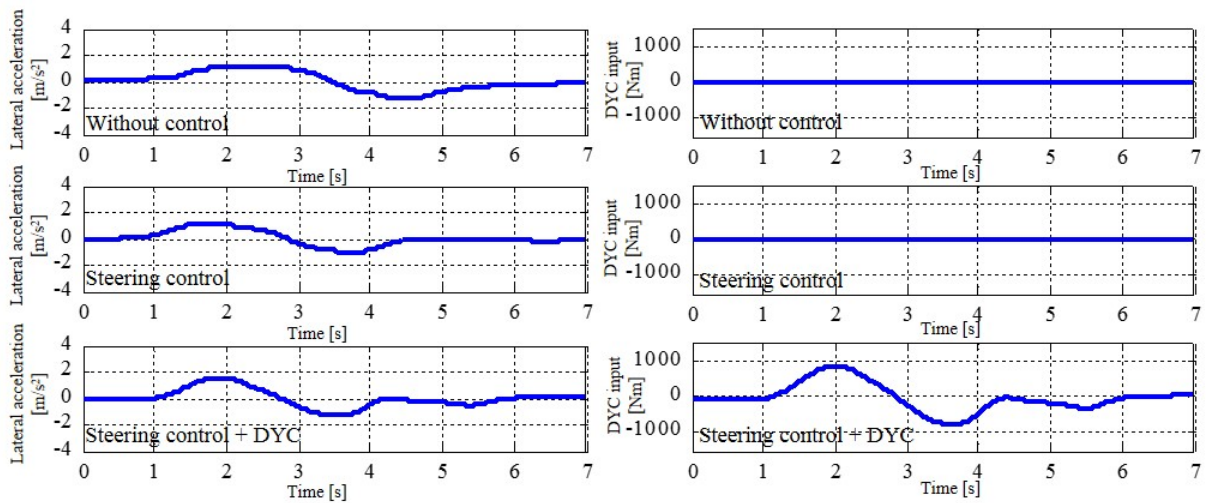 Lateral acceleration
[m/s²]
4
2
0
-2
-4
Without control
0 1 2 3 4 5 6 7
Time [s]
DYC input
[Nm]
1000
0
-1000
Without control
0 1 2 3 4 5 6 7
Time [s]
Lateral acceleration
[m/s²]
4
2
0
-2
-4
Steering control
0 1 2 3 4 5 6 7
Time [s]
DYC input
[Nm]
1000
0
-1000
Steering control
0 1 2 3 4 5 6 7
Time [s]
Lateral acceleration
[m/s²]
4
2
0
-2
-4
Steering control + DYC
0 1 2 3 4 5 6 7
Time [s]
DYC input
[Nm]
1000
0
-1000
Steering control + DYC
0 1 2 3 4 5 6 7
Time [s]